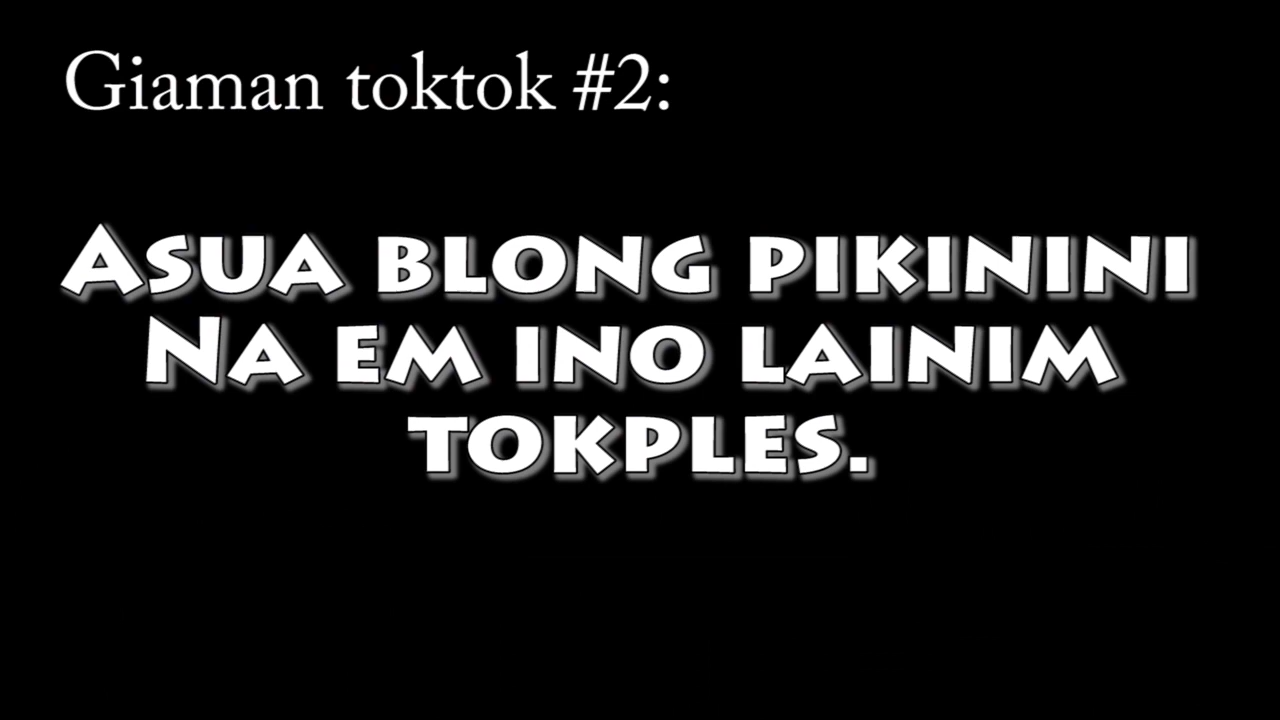 Giaman toktok #2:
Asua blong pikinini
Na em ino lainim
tokples.